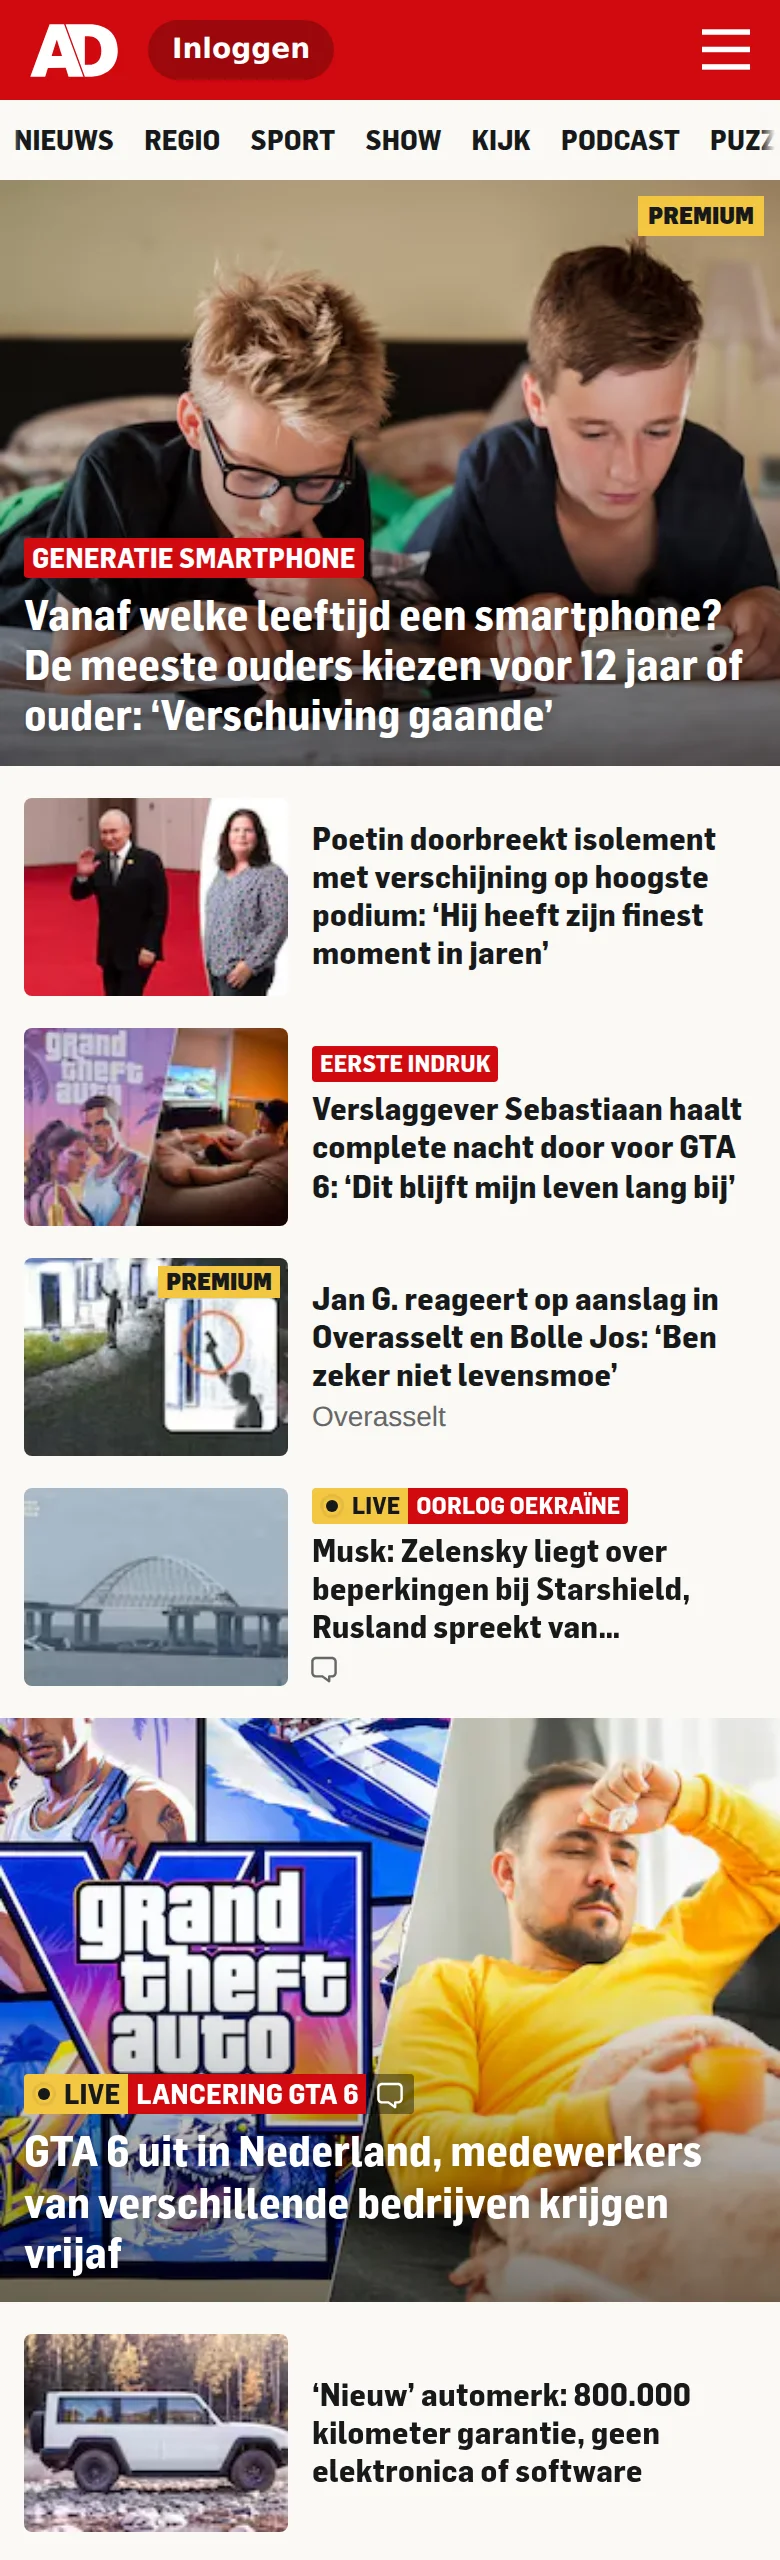 AD
Inloggen
NIEUWS REGIO SPORT SHOW KIJK PODCAST PUZZ
PREMIUM
GENERATIE SMARTPHONE
Vanaf welke leeftijd een smartphone?
De meeste ouders kiezen voor 12 jaar of
ouder: ‘Verschuiving gaande’
Poetin doorbreekt isolement
met verschijning op hoogste
podium: ‘Hij heeft zijn finest
moment in jaren’
grand
theft
auto
EERSTE INDRUK
Verslaggever Sebastiaan haalt
complete nacht door voor GTA
6: ‘Dit blijft mijn leven lang bij’
PREMIUM
Jan G. reageert op aanslag in
Overasselt en Bolle Jos: ‘Ben
zeker niet levensmoe’
Overasselt
LIVE OORLOG OEKRAÏNE
Musk: Zelensky liegt over
beperkingen bij Starshield,
Rusland spreekt van...
VI
grand
theft
auto
LIVE LANCERING GTA 6
GTA 6 uit in Nederland, medewerkers
van verschillende bedrijven krijgen
vrijaf
‘Nieuw’ automerk: 800.000
kilometer garantie, geen
elektronica of software